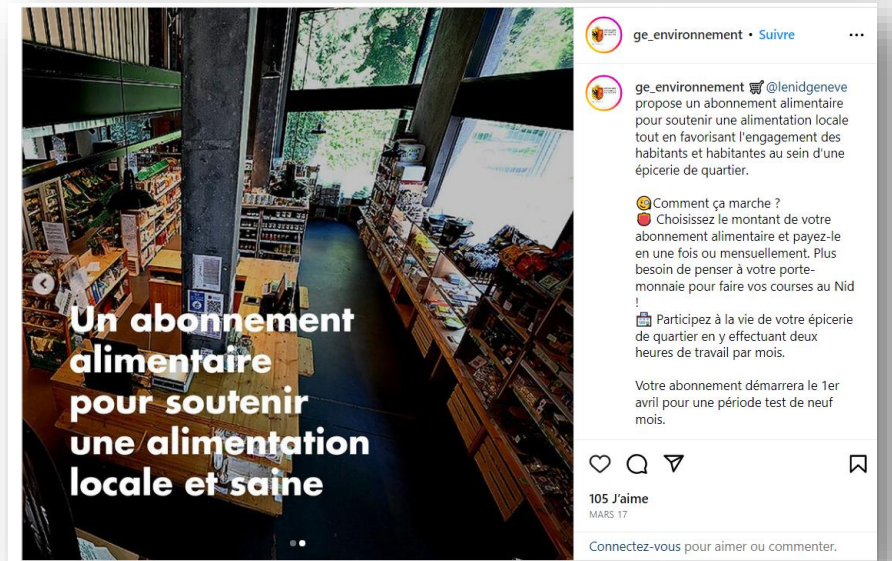 Un abonnement
alimentaire
pour soutenir
une alimentation
locale et saine
ge_environnement • Suivre
ge_environnement 🛒 @lenidgeneve
propose un abonnement alimentaire
pour soutenir une alimentation locale
tout en favorisant l'engagement des
habitants et habitantes au sein d'une
épicerie de quartier.
Comment ça marche ?
Choisissez le montant de votre
abonnement alimentaire et payez-le
en une fois ou mensuellement. Plus
besoin de penser à votre porte-
monnaie pour faire vos courses au Nid
!
Participez à la vie de votre épicerie
de quartier en y effectuant deux
heures de travail par mois.
Votre abonnement démarrera le 1er
avril pour une période test de neuf
mois.
105 J'aime
MARS 17
Connectez-vous pour aimer ou commenter.